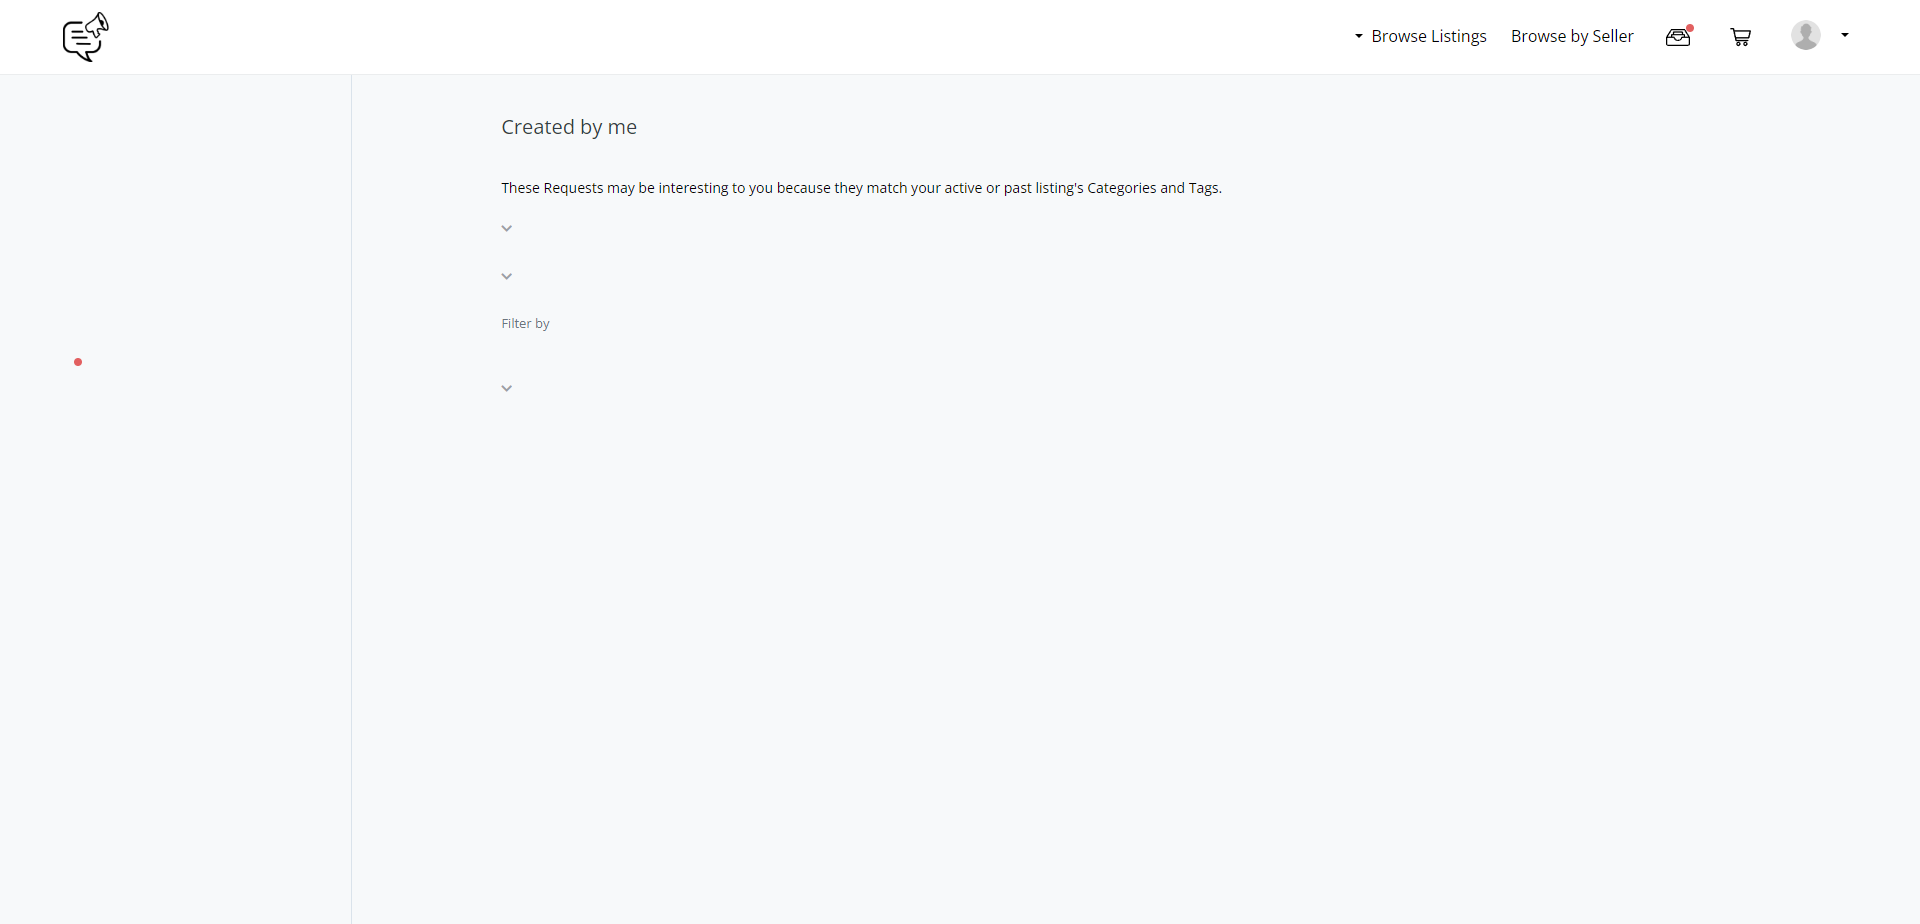 Browse Listings
Browse by Seller
Created by me
These Requests may be interesting to you because they match your active or past listing's Categories and Tags.
Filter by